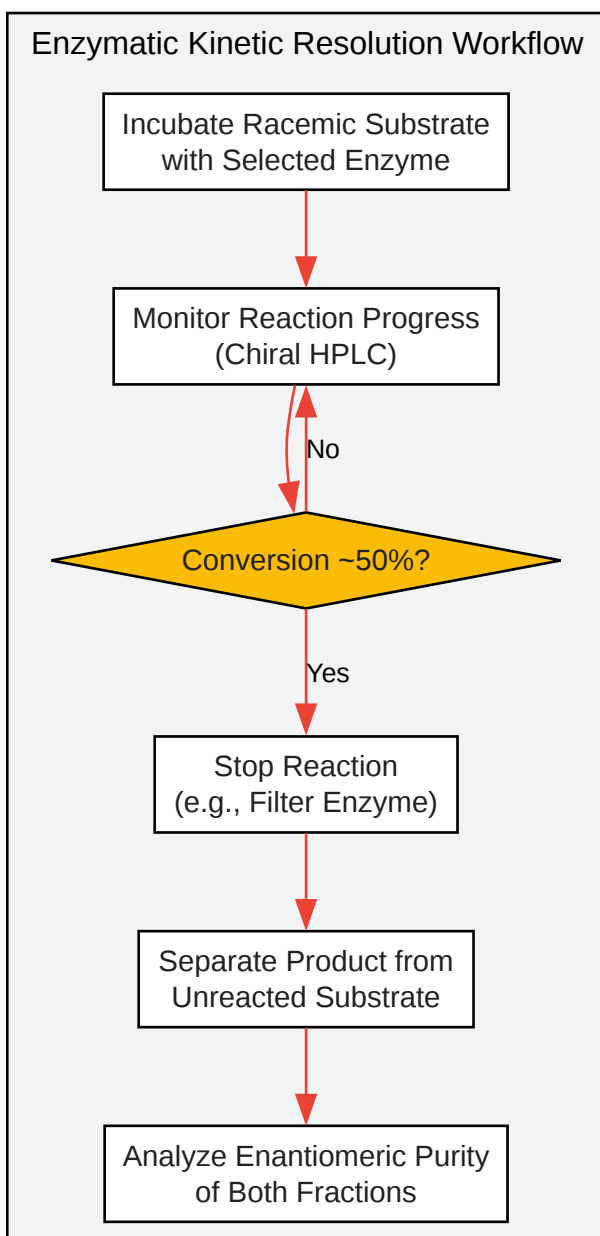 Enzymatic Kinetic Resolution Workflow
Incubate Racemic Substrate
with Selected Enzyme
Monitor Reaction Progress
(Chiral HPLC)
No
Conversion ~50%?
Yes
Stop Reaction
(e.g., Filter Enzyme)
Separate Product from
Unreacted Substrate
Analyze Enantiomeric Purity
of Both Fractions